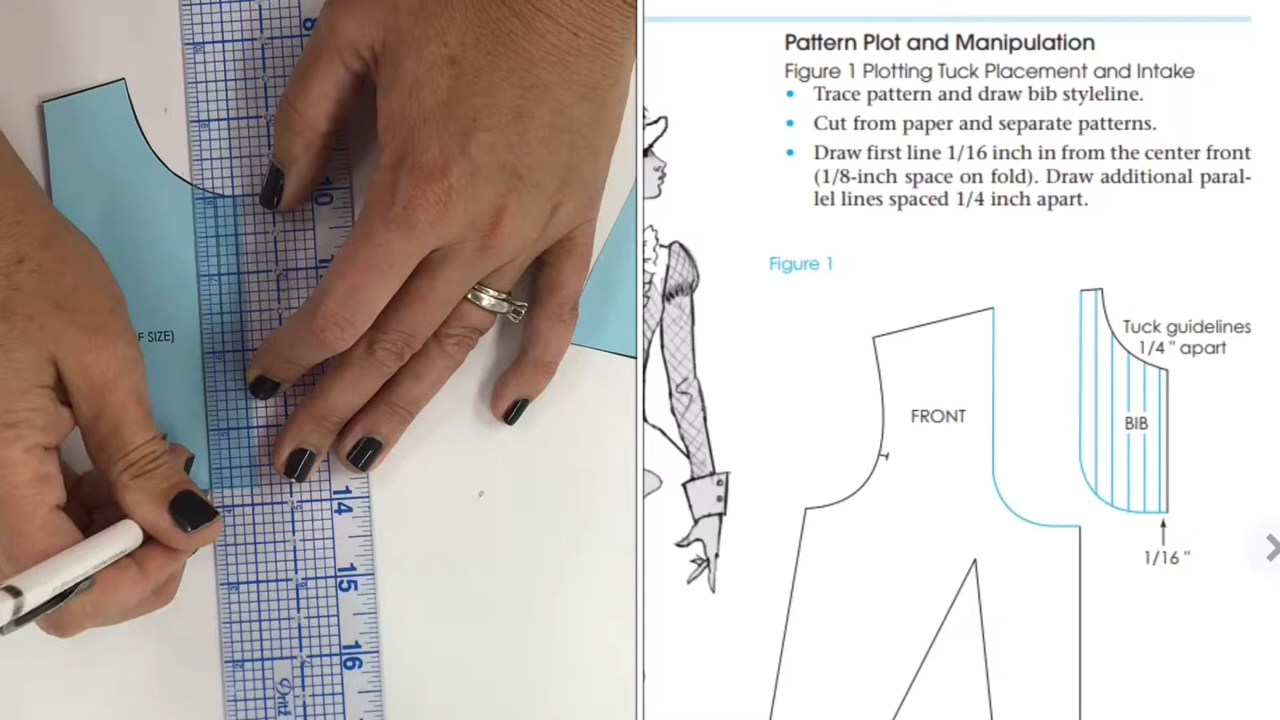 8
10
14
15
16
F SIZE)
Dritz
Pattern Plot and Manipulation
Figure 1 Plotting Tuck Placement and Intake
• Trace pattern and draw bib styleline.
• Cut from paper and separate patterns.
• Draw first line 1/16 inch in from the center front
(1/8-inch space on fold). Draw additional paral-
lel lines spaced 1/4 inch apart.
Figure 1
Tuck guidelines
1/4 " apart
FRONT
BIB
1/16 "